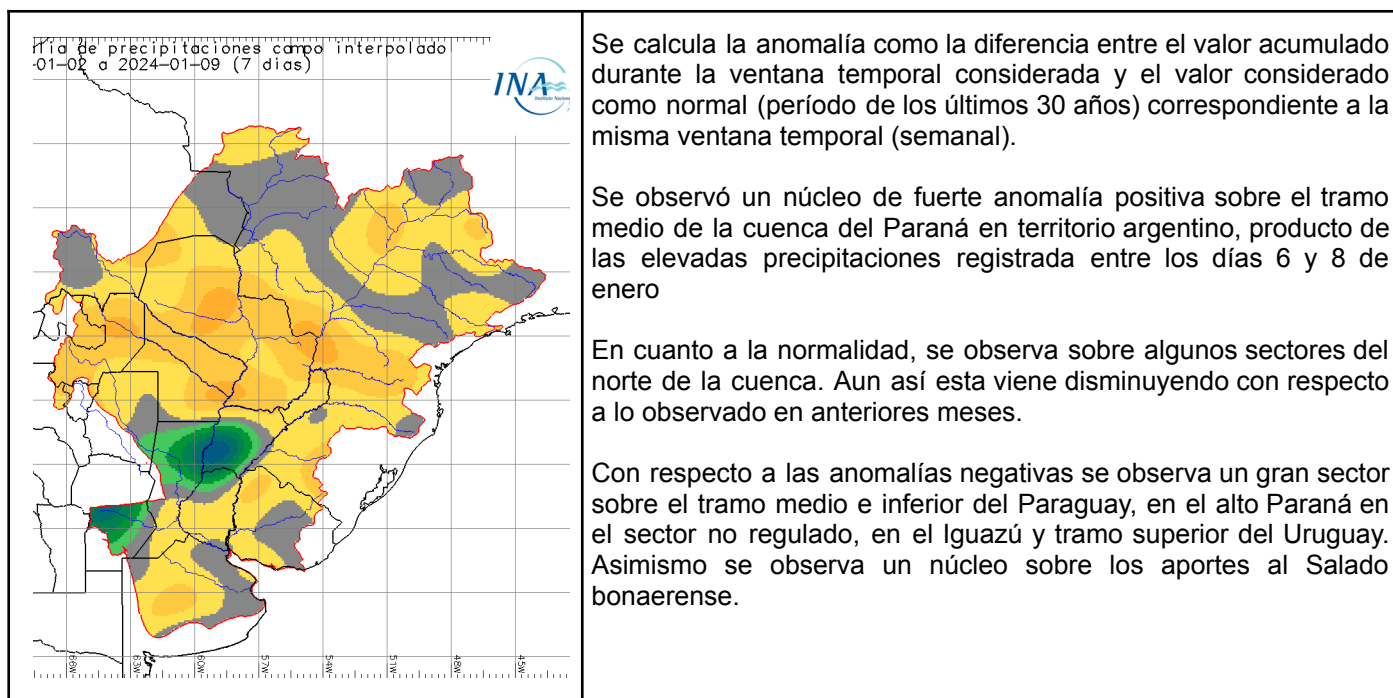 lía de precipitaciones campo interpolado
-01-02 a 2024-01-09 (7 dias)
INA
Instituto Nacional
Se calcula la anomalía como la diferencia entre el valor acumulado
durante la ventana temporal considerada y el valor considerado
como normal (período de los últimos 30 años) correspondiente a la
misma ventana temporal (semanal).
Se observó un núcleo de fuerte anomalía positiva sobre el tramo
medio de la cuenca del Paraná en territorio argentino, producto de
las elevadas precipitaciones registrada entre los días 6 y 8 de
enero
En cuanto a la normalidad, se observa sobre algunos sectores del
norte de la cuenca. Aun así esta viene disminuyendo con respecto
a lo observado en anteriores meses.
Con respecto a las anomalías negativas se observa un gran sector
sobre el tramo medio e inferior del Paraguay, en el alto Paraná en
el sector no regulado, en el Iguazú y tramo superior del Uruguay.
Asimismo se observa un núcleo sobre los aportes al Salado
bonaerense.
66W 63W 60W 57W 54W 51W 48W 45W